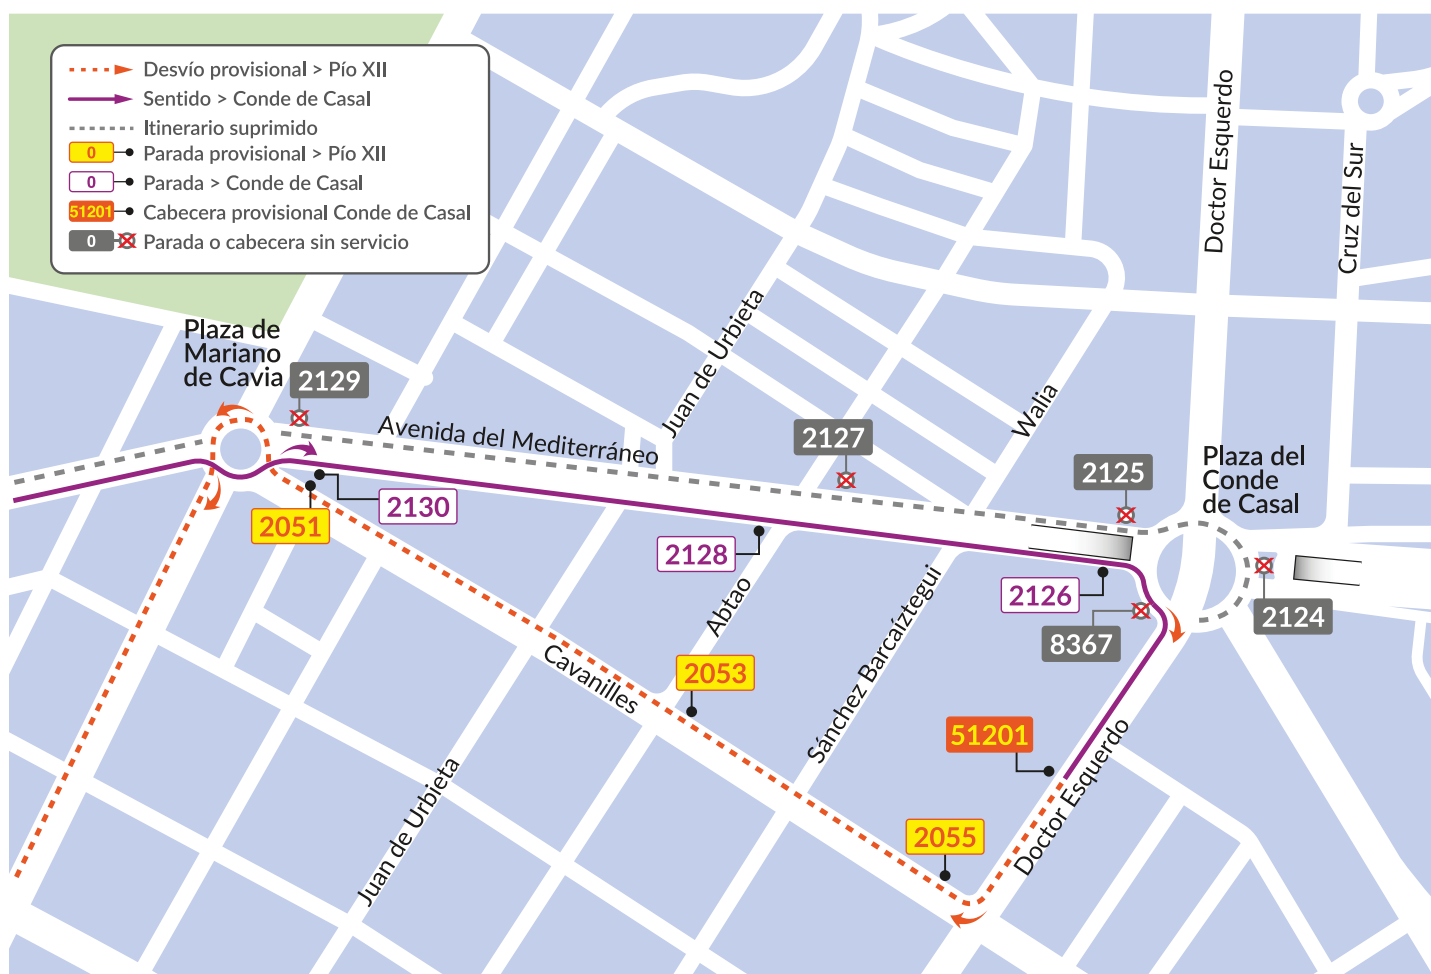 Desvío provisional > Pío XII
Sentido > Conde de Casal
Itinerario suprimido
0 Parada provisional > Pío XII
0 Parada > Conde de Casal
51201 Cabecera provisional Conde de Casal
0 Parada o cabecera sin servicio
Doctor Esquerdo
Cruz del Sur
Plaza de
Mariano
de Cavia
2129
Juan de Urbieta
Avenida del Mediterráneo
Walia
2127
2125
Plaza del
Conde
de Casal
2130
2051
2128
2126
2124
8367
Abtao
Sánchez Barcaíztegui
Cavanilles
2053
51201
Doctor Esquerdo
Juan de Urbieta
2055